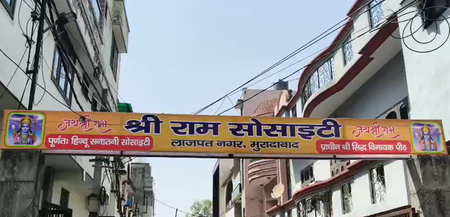 जय श्री राम
श्री राम सोसाइटी
जय श्री राम
पूर्णतः हिन्दू सनातनी सोसाइटी
लाजपत नगर, मुरादाबाद
प्राचीन श्री सिद्ध विनायक पीठ